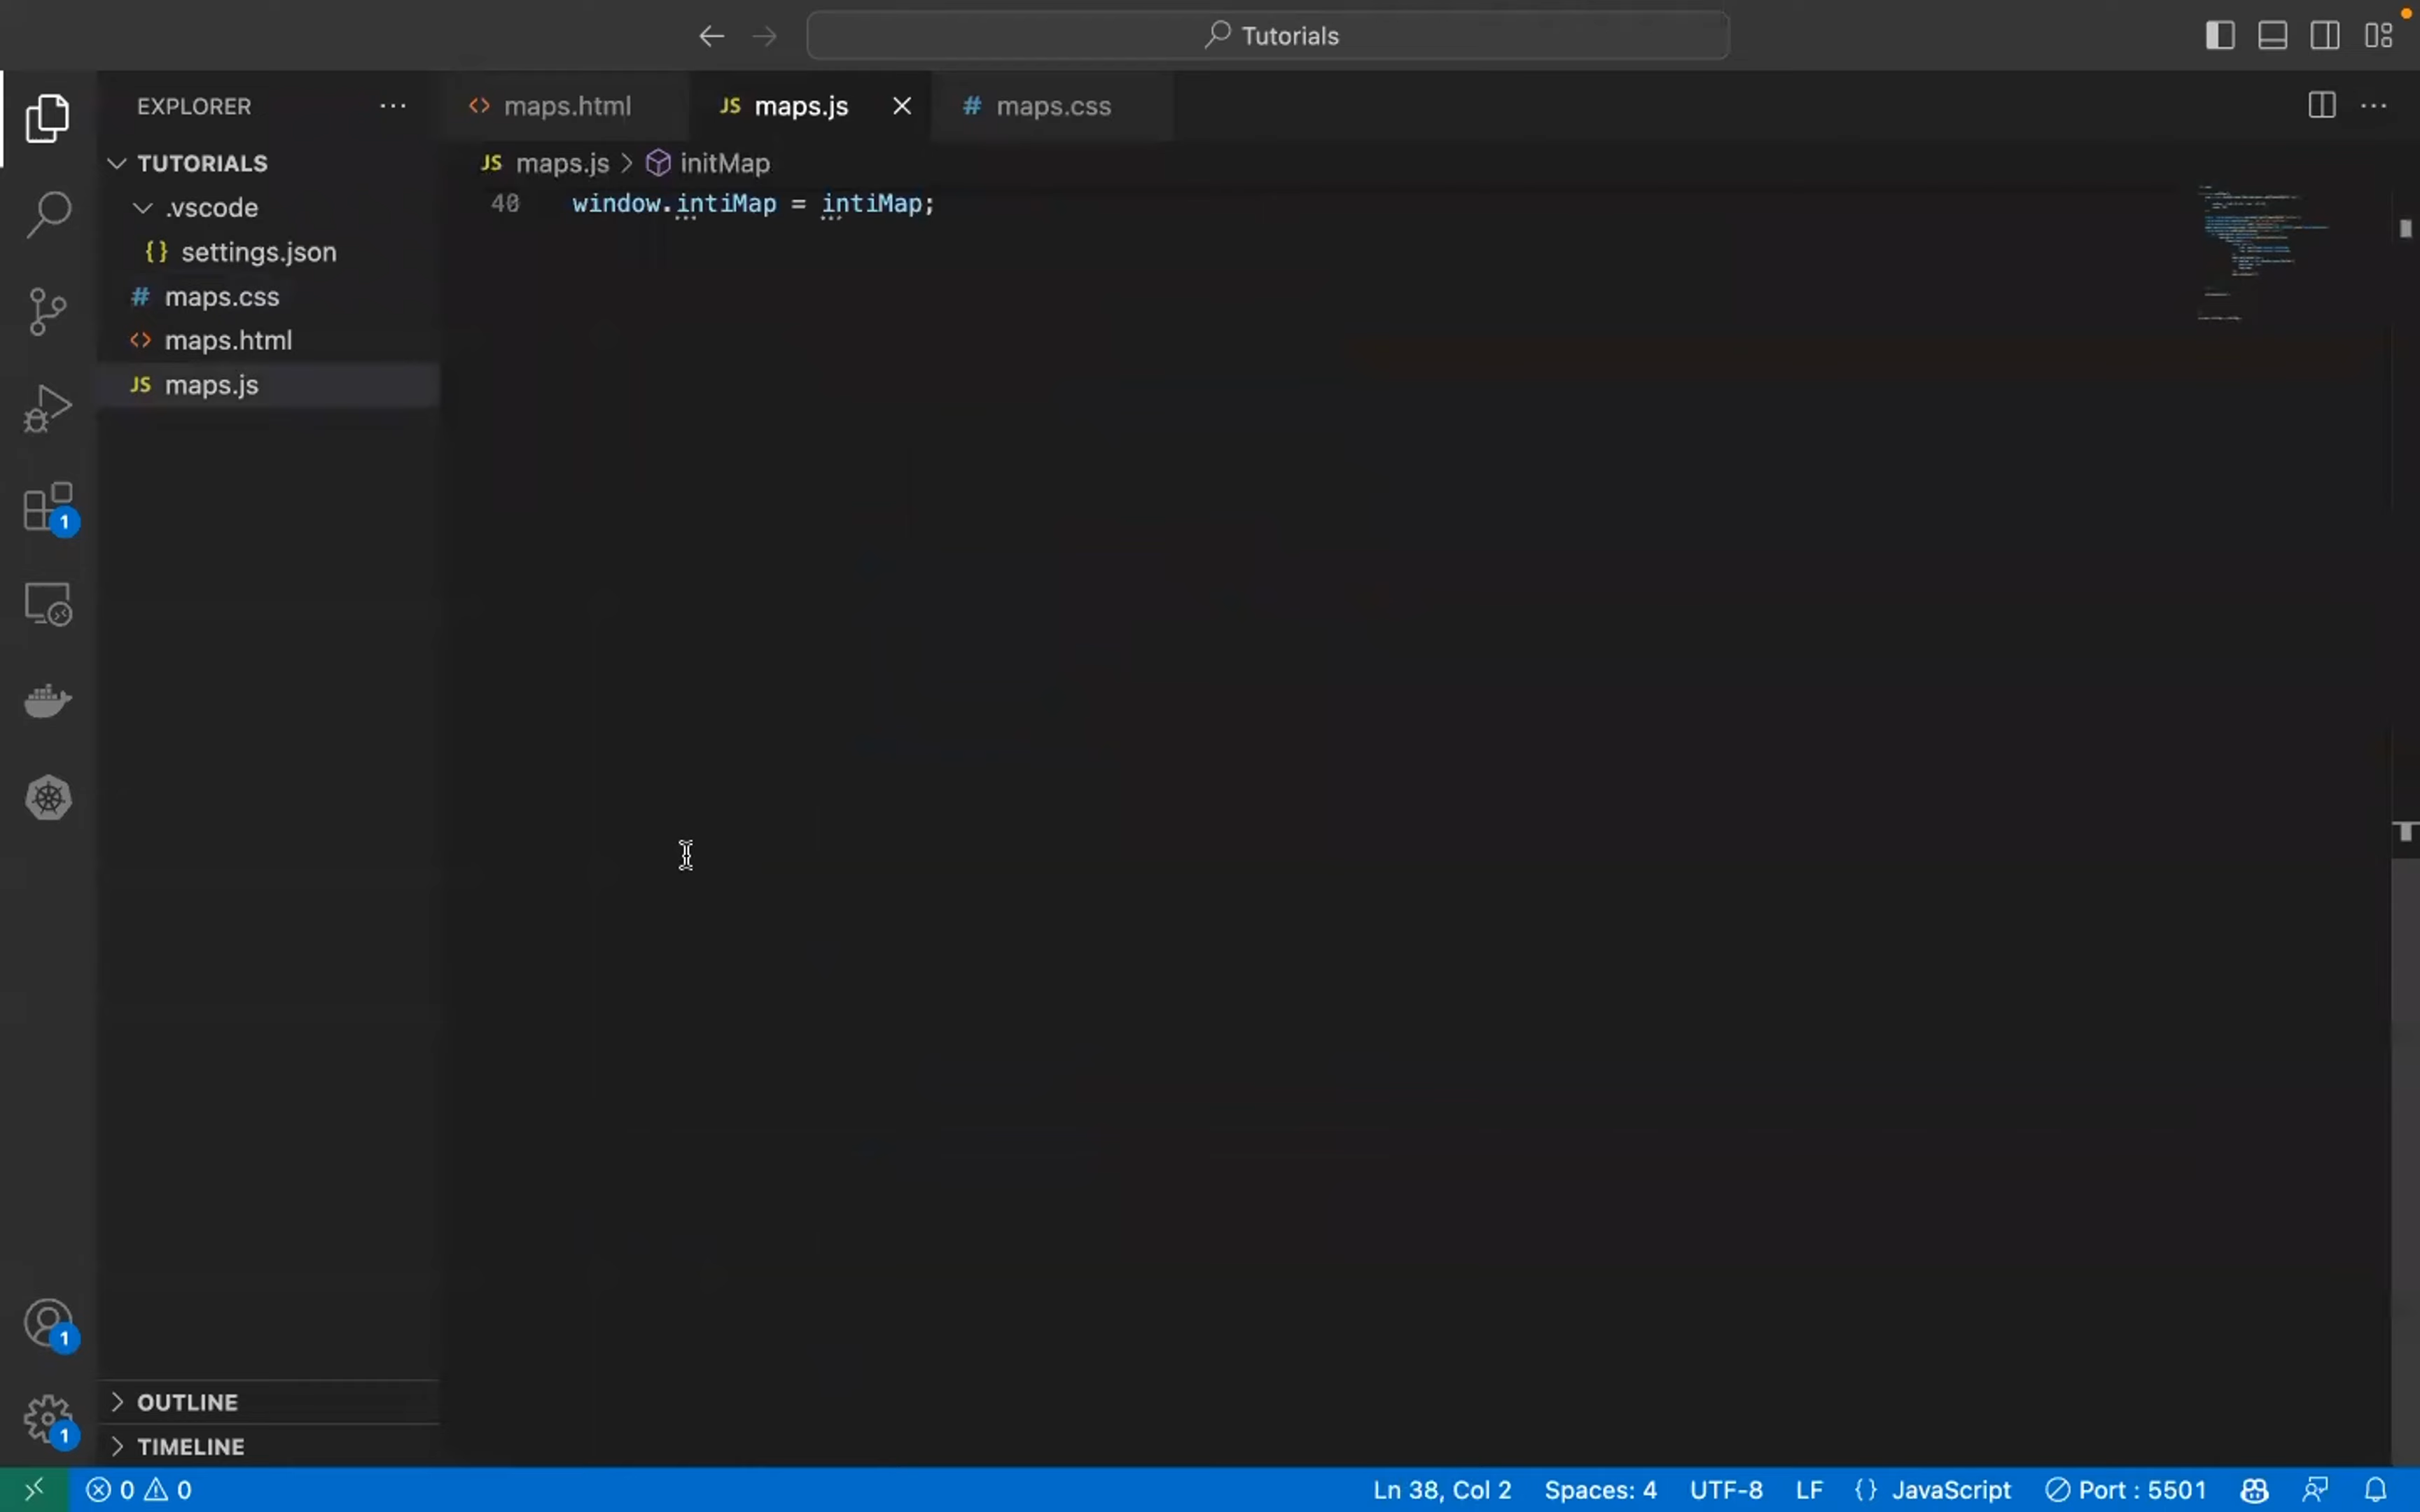 Tutorials
EXPLORER
maps.html
JS maps.js
# maps.css
TUTORIALS
JS maps.js > initMap
.vscode
40 window.intiMap = intiMap;
{} settings.json
# maps.css
<> maps.html
JS maps.js
1
1
OUTLINE
1
TIMELINE
0 0 Ln 38, Col 2 Spaces: 4 UTF-8 LF {} JavaScript Port : 5501